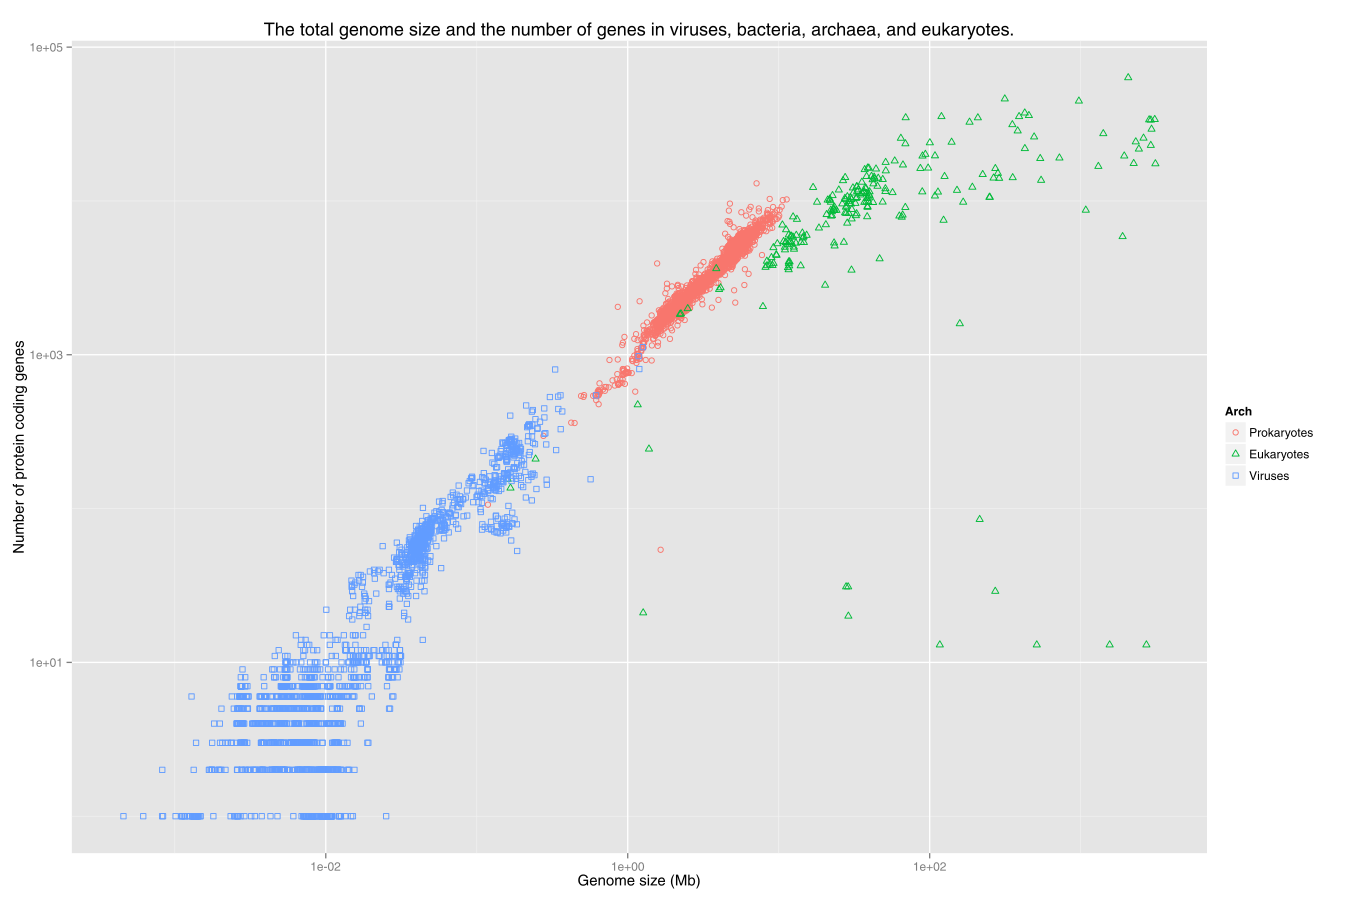 The total genome size and the number of genes in viruses, bacteria, archaea, and eukaryotes.
1e+05
1e+03
1e+01
Number of protein coding genes
1e-02
1e+00
1e+02
Genome size (Mb)
Arch
Prokaryotes
Eukaryotes
Viruses